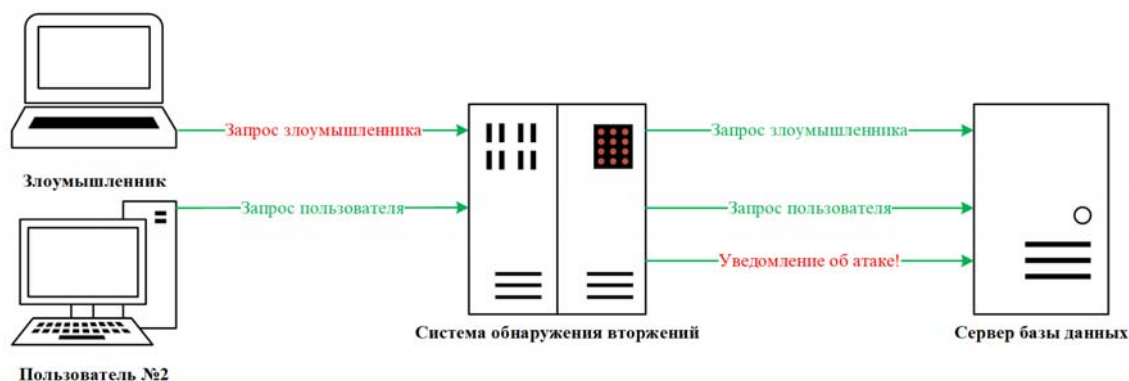 Запрос злоумышленника
Запрос злоумышленника
Злоумышленник
Запрос пользователя
Запрос пользователя
Уведомление об атаке!
Система обнаружения вторжений
Сервер базы данных
Пользователь №2